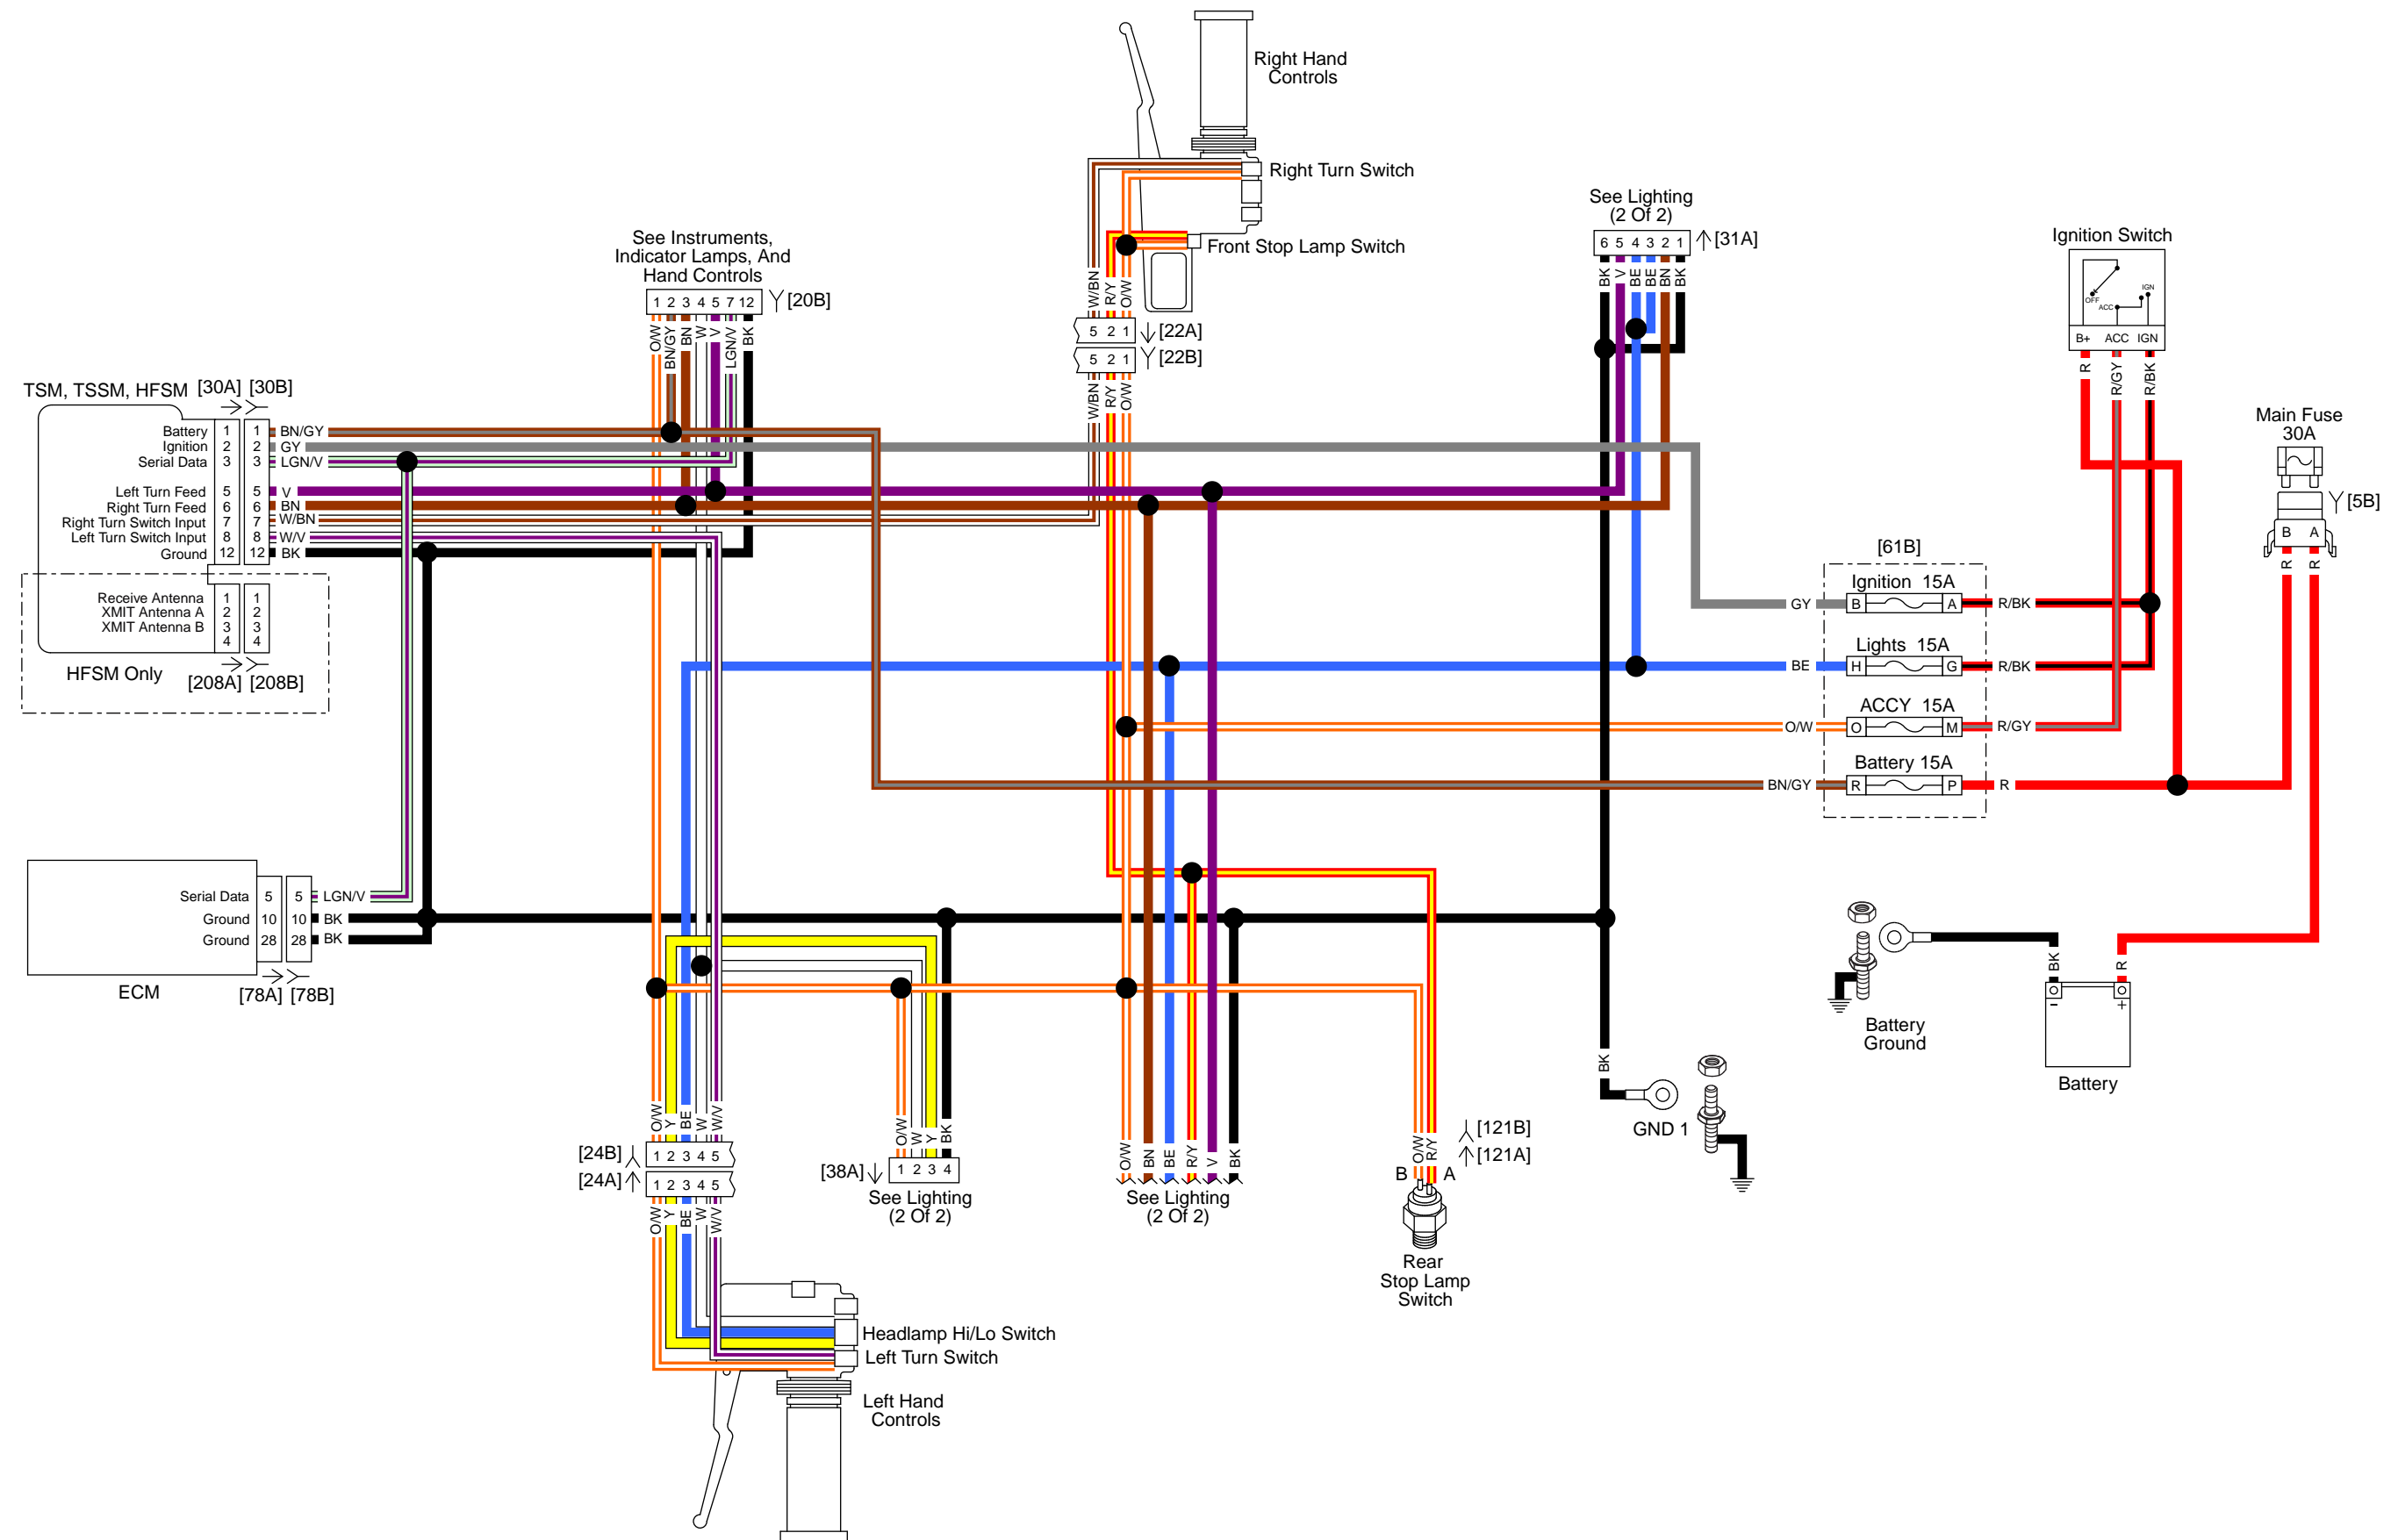 Right Hand
Controls
Right Turn Switch
Front Stop Lamp Switch
W/BN
R/Y
O/W
5 2 1 [22A]
5 2 1 [22B]
W/BN
R/Y
O/W
See Instruments,
Indicator Lamps, And
Hand Controls
1 2 3 4 5 7 12 [20B]
O/W
BN/GY
BN
W
V
LGN/V
BK
See Lighting
(2 Of 2)
6 5 4 3 2 1 [31A]
BK
V
BE
BE
BN
BK
Ignition Switch
OFF
ACC
IGN
B+ ACC IGN
R
R/GY
R/BK
Main Fuse
30A
[5B]
B A
R
R
TSM, TSSM, HFSM [30A] [30B]
Battery 1 1 BN/GY
Ignition 2 2 GY
Serial Data 3 3 LGN/V
Left Turn Feed 5 5 V
Right Turn Feed 6 6 BN
Right Turn Switch Input 7 7 W/BN
Left Turn Switch Input 8 8 W/V
Ground 12 12 BK
Receive Antenna 1 1
XMIT Antenna A 2 2
XMIT Antenna B 3 3
4 4
HFSM Only
[208A] [208B]
[61B]
Ignition 15A
GY B A R/BK
Lights 15A
BE H G R/BK
ACCY 15A
O/W O M R/GY
Battery 15A
BN/GY R P R
Serial Data 5 5 LGN/V
Ground 10 10 BK
Ground 28 28 BK
ECM
[78A] [78B]
BK
R
- +
Battery
Ground
Battery
BK
GND 1
O/W
Y
BE
W
W/V
[24B] 1 2 3 4 5
[24A] 1 2 3 4 5
O/W
Y
BE
W
W/V
O/W
W
Y
BK
[38A] 1 2 3 4
See Lighting
(2 Of 2)
O/W
BN
BE
R/Y
V
BK
See Lighting
(2 Of 2)
O/W
R/Y
[121B]
[121A]
B A
Rear
Stop Lamp
Switch
Headlamp Hi/Lo Switch
Left Turn Switch
Left Hand
Controls